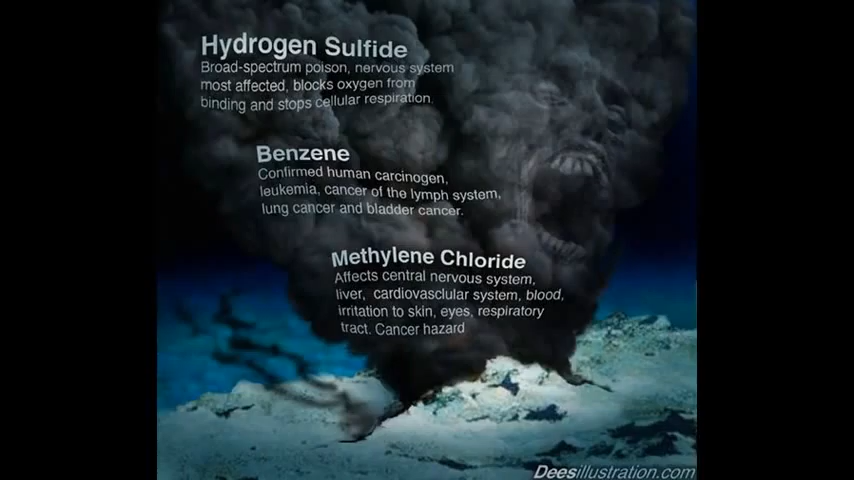 Hydrogen Sulfide
Broad-spectrum poison, nervous system
most affected, blocks oxygen from
binding and stops cellular respiration.
Benzene
Confirmed human carcinogen,
leukemia, cancer of the lymph system,
lung cancer and bladder cancer.
Methylene Chloride
Affects central nervous system,
liver, cardiovasclular system, blood,
irritation to skin, eyes, respiratory
tract. Cancer hazard
Deesillustration.com